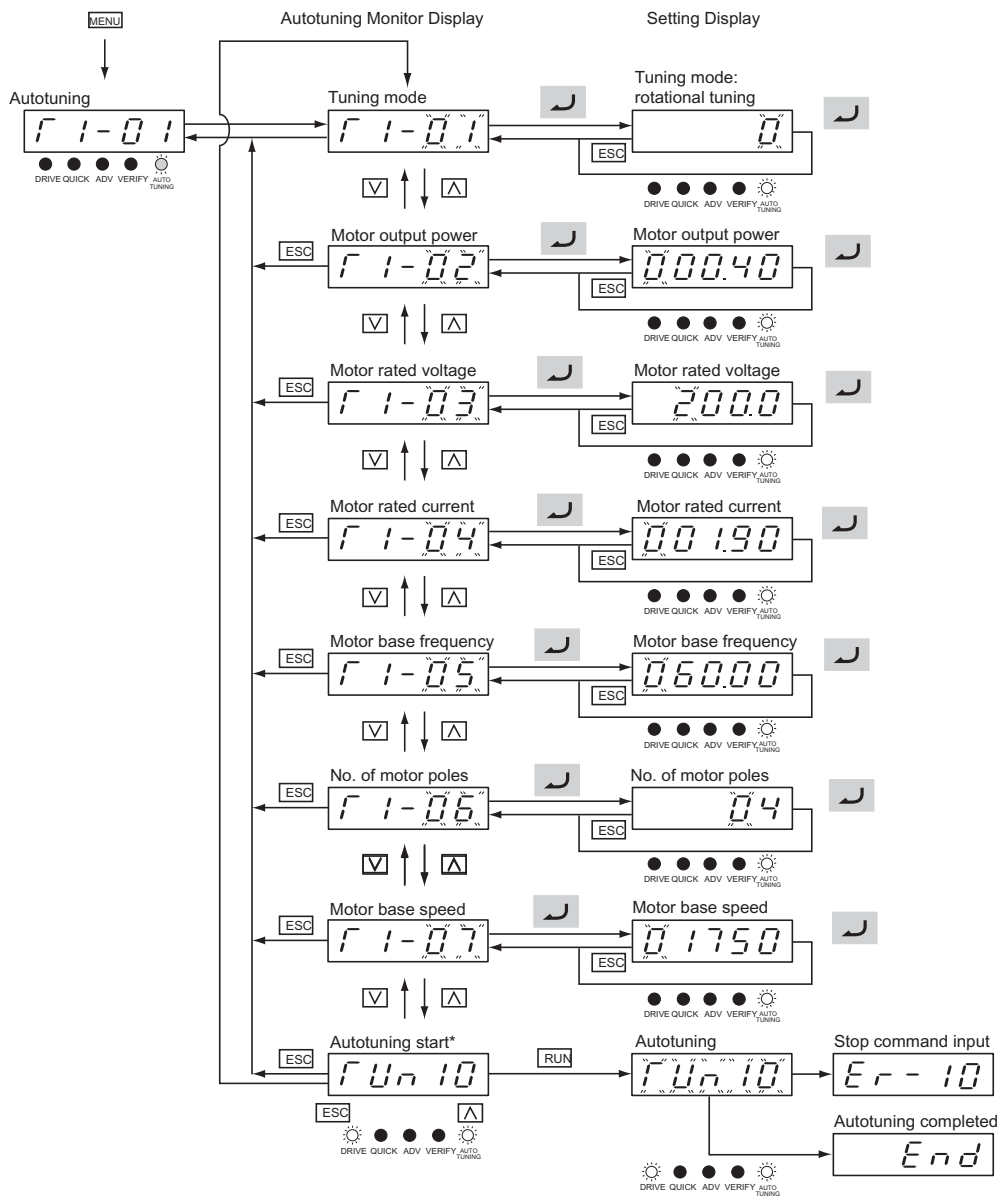 MENU
Autotuning Monitor Display
Setting Display
Autotuning
T1-01
DRIVE QUICK ADV VERIFY AUTO TUNING
Tuning mode
T1-01
Tuning mode:
rotational tuning
0
ESC
DRIVE QUICK ADV VERIFY AUTO TUNING
Motor output power
ESC
T1-02
Motor output power
000.40
ESC
DRIVE QUICK ADV VERIFY AUTO TUNING
Motor rated voltage
ESC
T1-03
Motor rated voltage
200.0
ESC
DRIVE QUICK ADV VERIFY AUTO TUNING
Motor rated current
ESC
T1-04
Motor rated current
001.90
ESC
DRIVE QUICK ADV VERIFY AUTO TUNING
Motor base frequency
ESC
T1-05
Motor base frequency
060.00
ESC
DRIVE QUICK ADV VERIFY AUTO TUNING
No. of motor poles
ESC
T1-06
No. of motor poles
04
ESC
DRIVE QUICK ADV VERIFY AUTO TUNING
Motor base speed
ESC
T1-07
Motor base speed
01750
ESC
DRIVE QUICK ADV VERIFY AUTO TUNING
Autotuning start*
ESC
TUn10
RUN
ESC
DRIVE QUICK ADV VERIFY AUTO TUNING
Autotuning
TUn10
DRIVE QUICK ADV VERIFY AUTO TUNING
Stop command input
Er-10
Autotuning completed
End